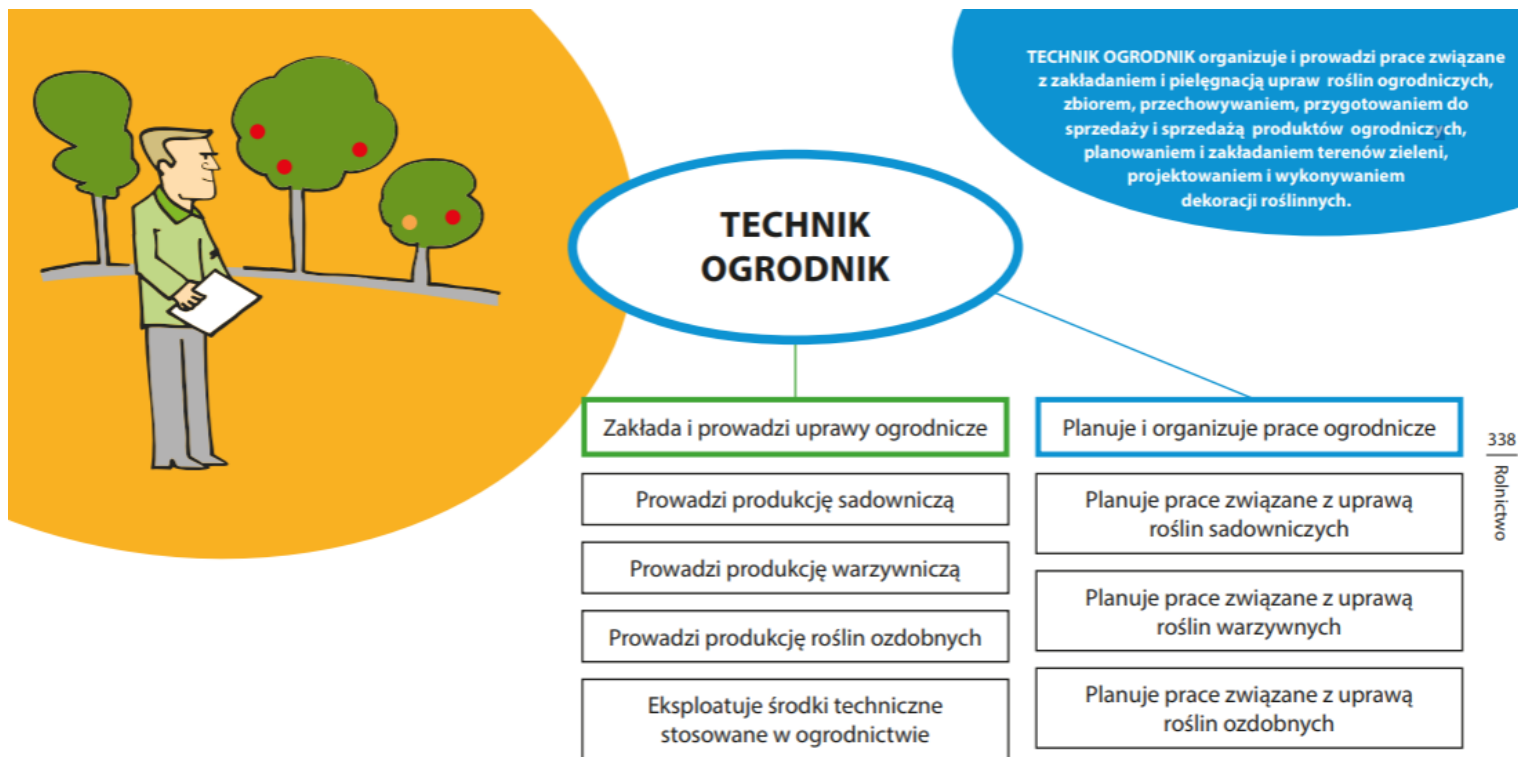 TECHNIK OGRODNIK organizuje i prowadzi prace związane
z zakładaniem i pielęgnacją upraw roślin ogrodniczych,
zbiorem, przechowywaniem, przygotowaniem do
sprzedaży i sprzedażą produktów ogrodniczych,
planowaniem i zakładaniem terenów zieleni,
projektowaniem i wykonywaniem
dekoracji roślinnych.
TECHNIK
OGRODNIK
Zakłada i prowadzi uprawy ogrodnicze
Prowadzi produkcję sadowniczą
Prowadzi produkcję warzywniczą
Prowadzi produkcję roślin ozdobnych
Eksploatuje środki techniczne
stosowane w ogrodnictwie
Planuje i organizuje prace ogrodnicze
Planuje prace związane z uprawą
roślin sadowniczych
Planuje prace związane z uprawą
roślin warzywnych
Planuje prace związane z uprawą
roślin ozdobnych
338
Rolnictwo